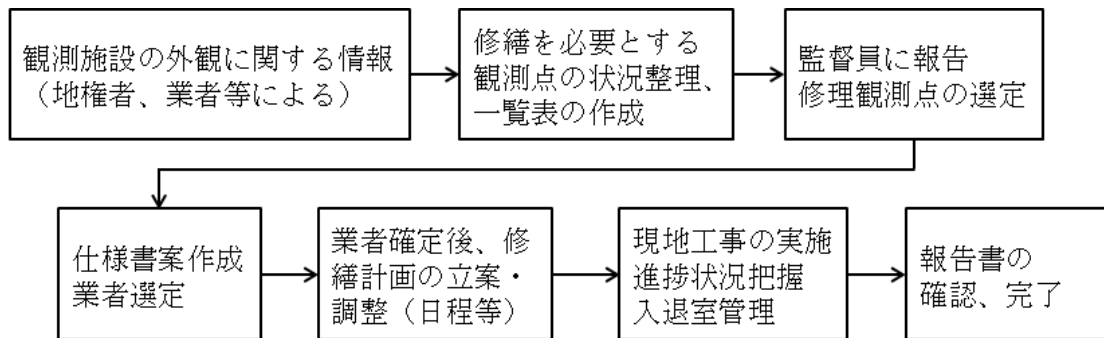 観測施設の外観に関する情報
（地権者、業者等による）
修繕を必要とする
観測点の状況整理、
一覧表の作成
監督員に報告
修理観測点の選定
仕様書案作成
業者選定
業者確定後、修
繕計画の立案・
調整（日程等）
現地工事の実施
進捗状況把握
入退室管理
報告書の
確認、完了